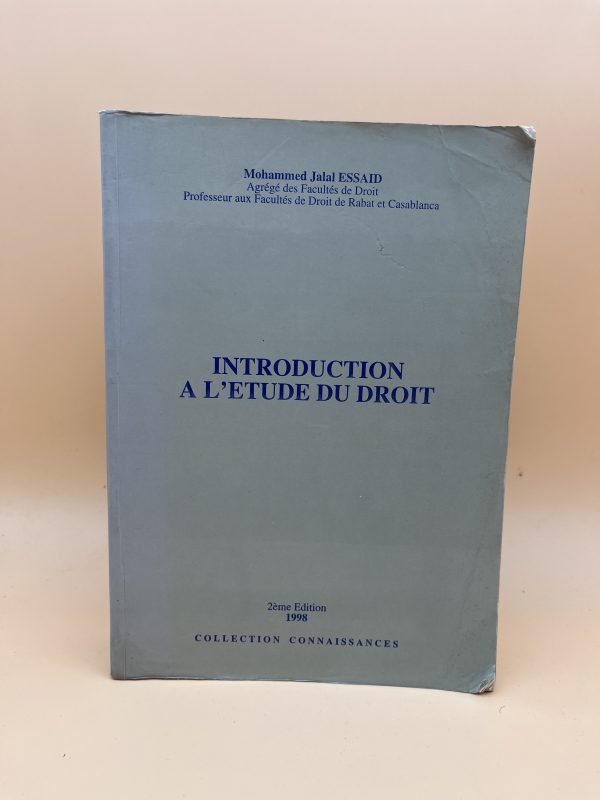 Mohammed Jalal ESSAID
Agrégé des Facultés de Droit
Professeur aux Facultés de Droit de Rabat et Casablanca
INTRODUCTION
A L'ETUDE DU DROIT
2ème Edition
1998
COLLECTION CONNAISSANCES